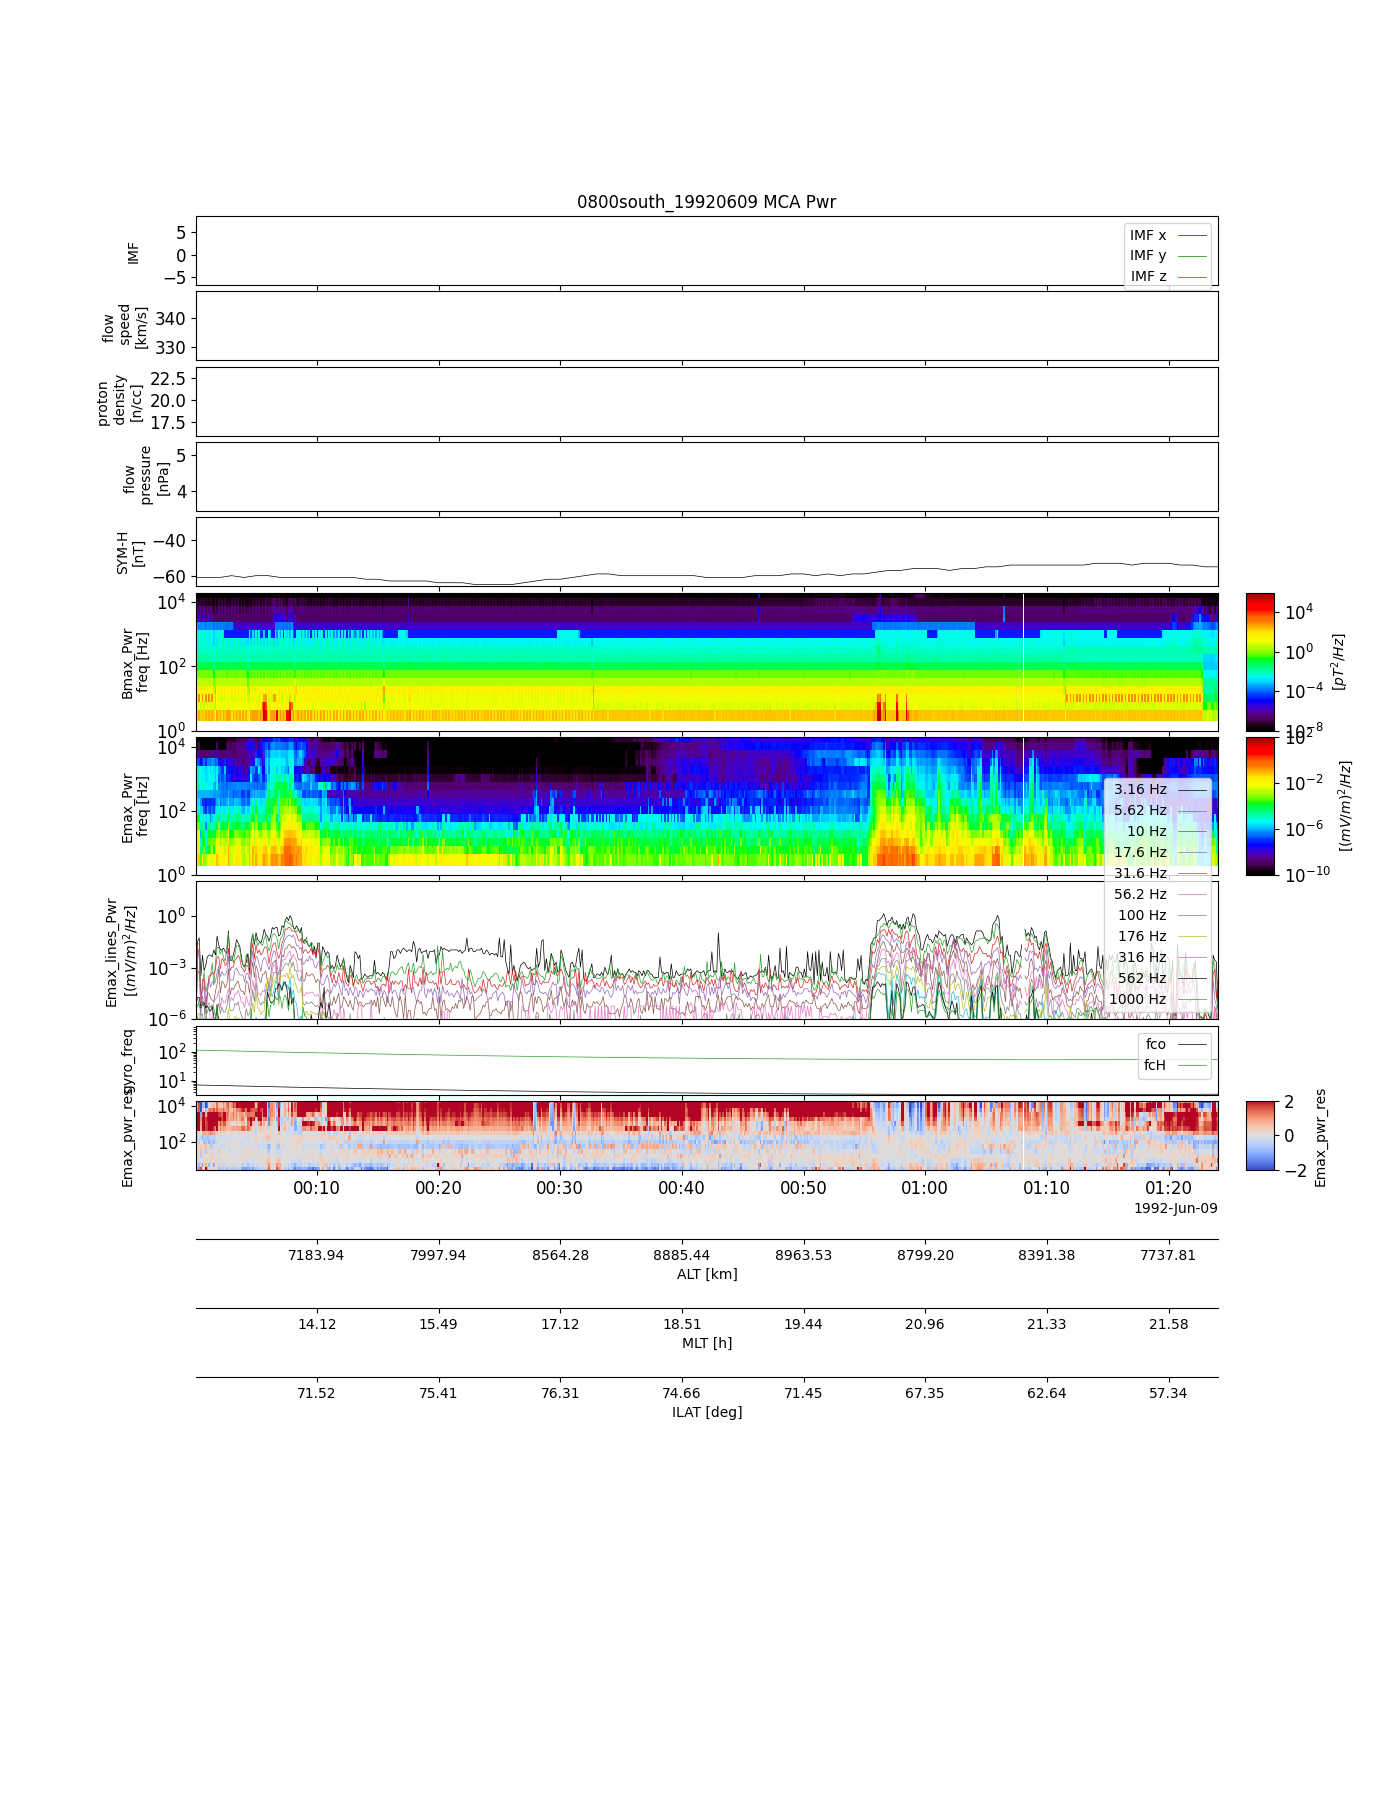 0800south_19920609 MCA Pwr
IMF
5
0
−5
IMF x
IMF y
IMF z
flow
speed
[km/s]
340
330
proton
density
[n/cc]
22.5
20.0
17.5
flow
pressure
[nPa]
5
4
SYM-H
[nT]
−40
−60
Bmax_Pwr
freq [Hz]
10^4
10^2
10^0
10^4
10^0
10^−4
10^−8
[pT^2/Hz]
Emax_Pwr
freq [Hz]
10^4
10^2
10^0
10^2
10^−2
10^−6
10^−10
[(mV/m)^2/Hz]
3.16 Hz
5.62 Hz
10 Hz
17.6 Hz
31.6 Hz
56.2 Hz
100 Hz
176 Hz
316 Hz
562 Hz
1000 Hz
Emax_lines_Pwr
[(mV/m)^2/Hz]
10^0
10^−3
10^−6
gyro_freq
10^2
10^1
fco
fcH
Emax_pwr_res
10^4
10^2
2
0
−2
Emax_pwr_res
00:10 00:20 00:30 00:40 00:50 01:00 01:10 01:20
1992-Jun-09
7183.94 7997.94 8564.28 8885.44 8963.53 8799.20 8391.38 7737.81
ALT [km]
14.12 15.49 17.12 18.51 19.44 20.96 21.33 21.58
MLT [h]
71.52 75.41 76.31 74.66 71.45 67.35 62.64 57.34
ILAT [deg]